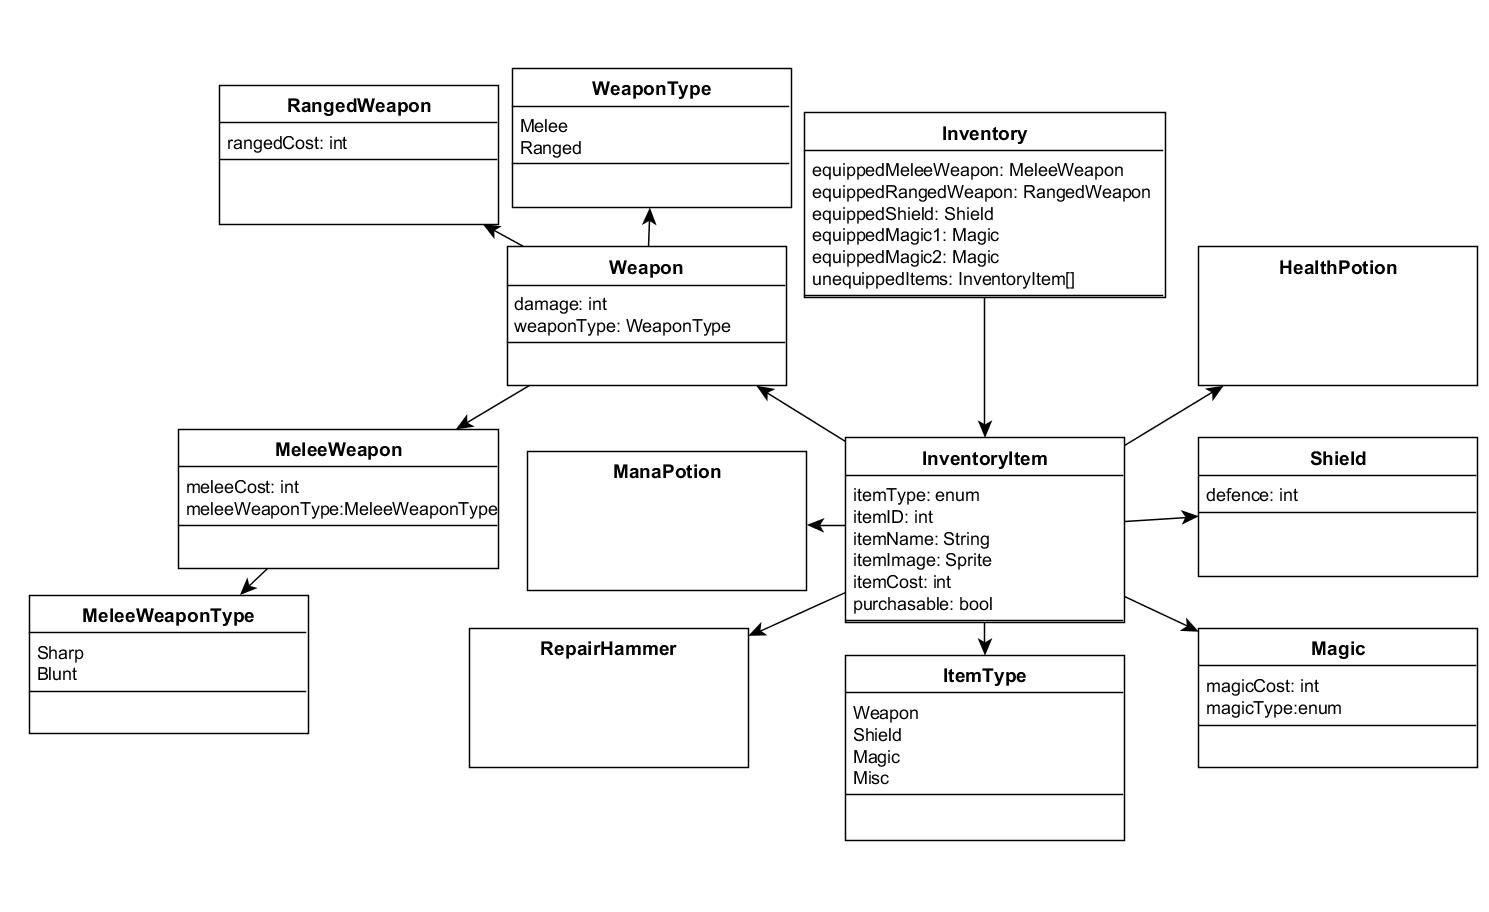 RangedWeapon
rangedCost: int
WeaponType
Melee
Ranged
Inventory
equippedMeleeWeapon: MeleeWeapon
equippedRangedWeapon: RangedWeapon
equippedShield: Shield
equippedMagic1: Magic
equippedMagic2: Magic
unequippedItems: InventoryItem[]
Weapon
damage: int
weaponType: WeaponType
HealthPotion
MeleeWeapon
meleeCost: int
meleeWeaponType:MeleeWeaponType
ManaPotion
InventoryItem
itemType: enum
itemID: int
itemName: String
itemImage: Sprite
itemCost: int
purchasable: bool
Shield
defence: int
MeleeWeaponType
Sharp
Blunt
RepairHammer
ItemType
Weapon
Shield
Magic
Misc
Magic
magicCost: int
magicType:enum